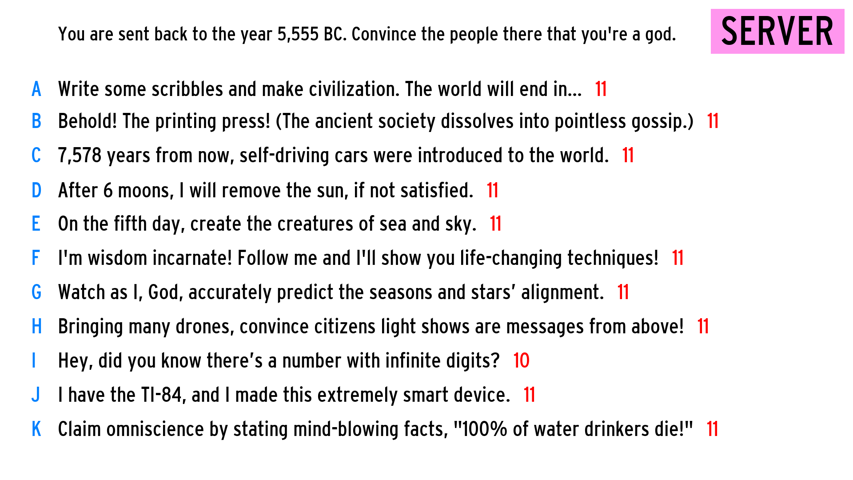 You are sent back to the year 5,555 BC. Convince the people there that you're a god.
SERVER
A Write some scribbles and make civilization. The world will end in... 11
B Behold! The printing press! (The ancient society dissolves into pointless gossip.) 11
C 7,578 years from now, self-driving cars were introduced to the world. 11
D After 6 moons, I will remove the sun, if not satisfied. 11
E On the fifth day, create the creatures of sea and sky. 11
F I'm wisdom incarnate! Follow me and I'll show you life-changing techniques! 11
G Watch as I, God, accurately predict the seasons and stars’ alignment. 11
H Bringing many drones, convince citizens light shows are messages from above! 11
I Hey, did you know there’s a number with infinite digits? 10
J I have the TI-84, and I made this extremely smart device. 11
K Claim omniscience by stating mind-blowing facts, "100% of water drinkers die!" 11